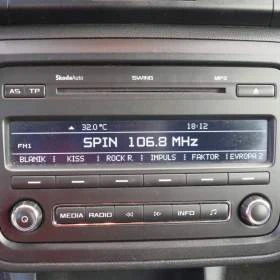 ŠkodaAuto SWING MP3
AS TP
32.0°C 18:12
FM1 SPIN 106.8 MHz
BLANIK KISS ROCK R. IMPULS FAKTOR EVROPA 2
MEDIA RADIO INFO